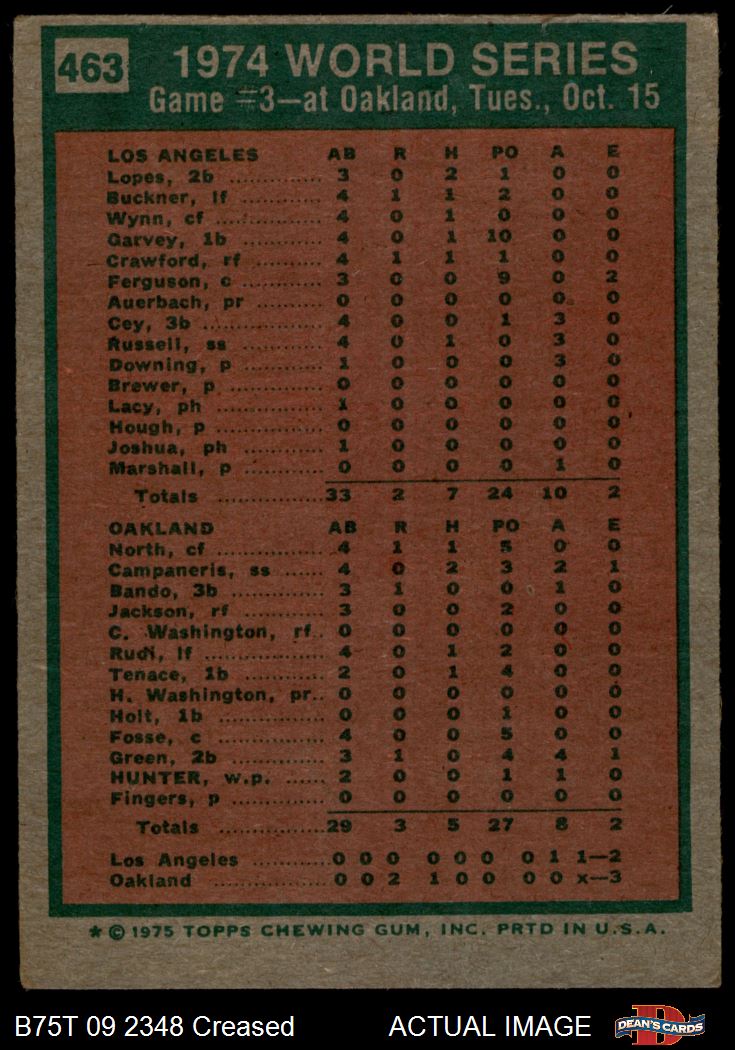 463
1974 WORLD SERIES
Game #3—at Oakland, Tues., Oct. 15
LOS ANGELES AB R H PO A E
Lopes, 2b .............. 3 0 2 1 0 0
Buckner, lf .............. 4 1 1 2 0 0
Wynn, cf .............. 4 0 1 0 0 0
Garvey, 1b .............. 4 0 1 10 0 0
Crawford, rf .......... 4 1 1 1 0 0
Ferguson, c .......... 3 0 0 9 0 2
Auerbach, pr .......... 0 0 0 0 0 0
Cey, 3b .............. 4 0 0 1 3 0
Russell, ss .............. 4 0 1 0 3 0
Downing, p .......... 1 0 0 0 3 0
Brewer, p .............. 0 0 0 0 0 0
Lacy, ph .............. 1 0 0 0 0 0
Hough, p .............. 0 0 0 0 0 0
Joshua, ph .............. 1 0 0 0 0 0
Marshall, p .......... 0 0 0 0 1 0
Totals .............. 33 2 7 24 10 2
OAKLAND AB R H PO A E
North, cf .............. 4 1 1 5 0 0
Campaneris, ss ...... 4 0 2 3 2 1
Bando, 3b .............. 3 1 0 0 1 0
Jackson, rf .............. 3 0 0 2 0 0
C. Washington, rf.. 0 0 0 0 0 0
Rudi, lf .............. 4 0 1 2 0 0
Tenace, 1b .............. 2 0 1 4 0 0
H. Washington, pr.. 0 0 0 0 0 0
Holt, 1b .............. 0 0 0 1 0 0
Fosse, c .............. 4 0 0 5 0 0
Green, 2b .............. 3 1 0 4 4 1
HUNTER, w.p. ...... 2 0 0 1 1 0
Fingers, p .............. 0 0 0 0 0 0
Totals .............. 29 3 5 27 8 2
Los Angeles .......... 0 0 0 0 0 0 0 1 1—2
Oakland .............. 0 0 2 1 0 0 0 0 x—3
* © 1975 TOPPS CHEWING GUM, INC. PRTD IN U.S.A.
B75T 09 2348 Creased ACTUAL IMAGE DEAN'S CARDS